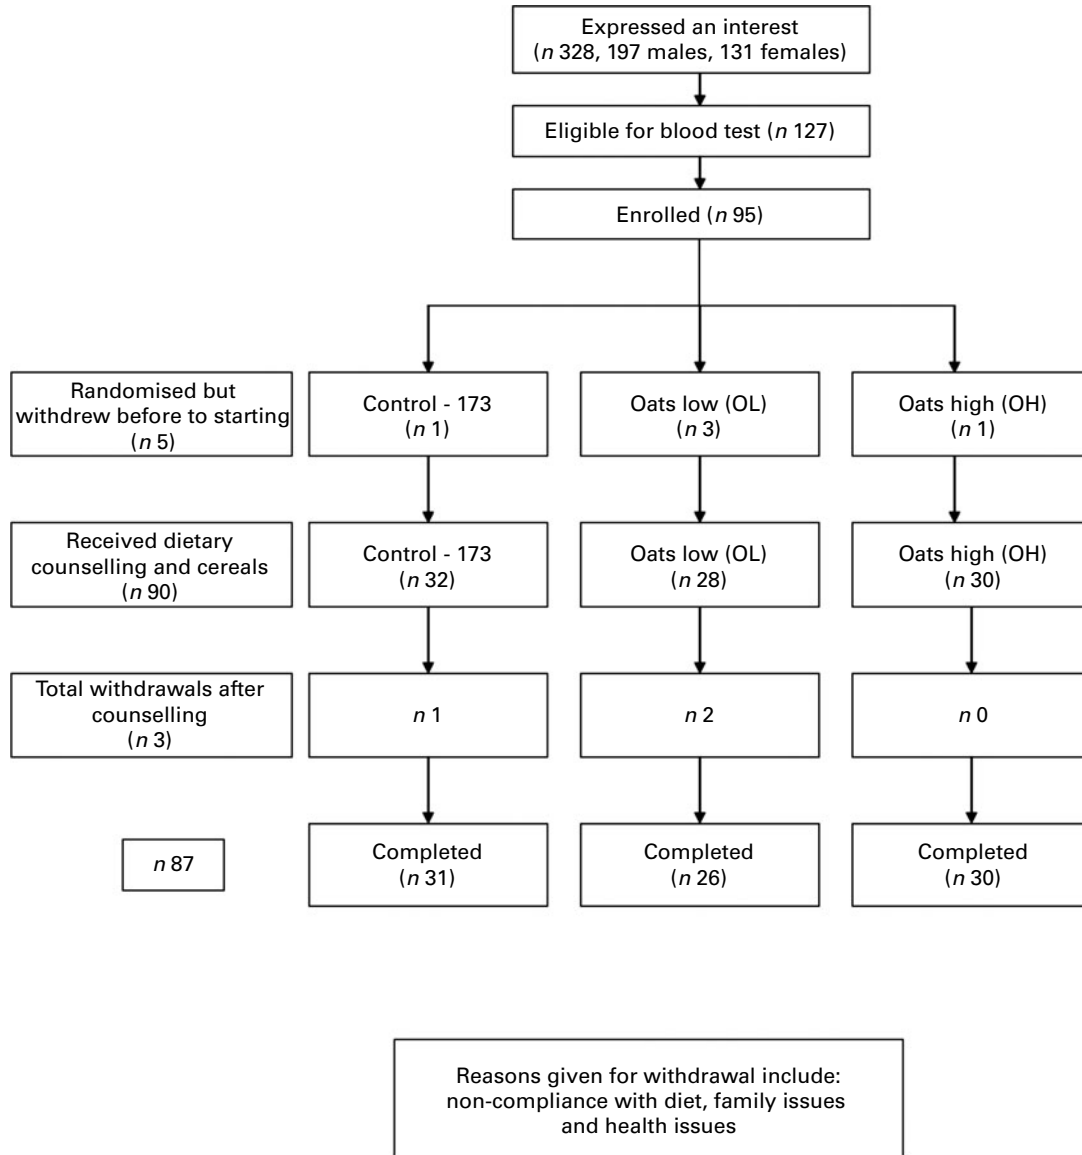 Expressed an interest
(n 328, 197 males, 131 females)
Eligible for blood test (n 127)
Enrolled (n 95)
Randomised but
withdrew before to starting
(n 5)
Control - 173
(n 1)
Oats low (OL)
(n 3)
Oats high (OH)
(n 1)
Received dietary
counselling and cereals
(n 90)
Control - 173
(n 32)
Oats low (OL)
(n 28)
Oats high (OH)
(n 30)
Total withdrawals after
counselling
(n 3)
n 1
n 2
n 0
n 87
Completed
(n 31)
Completed
(n 26)
Completed
(n 30)
Reasons given for withdrawal include:
non-compliance with diet, family issues
and health issues